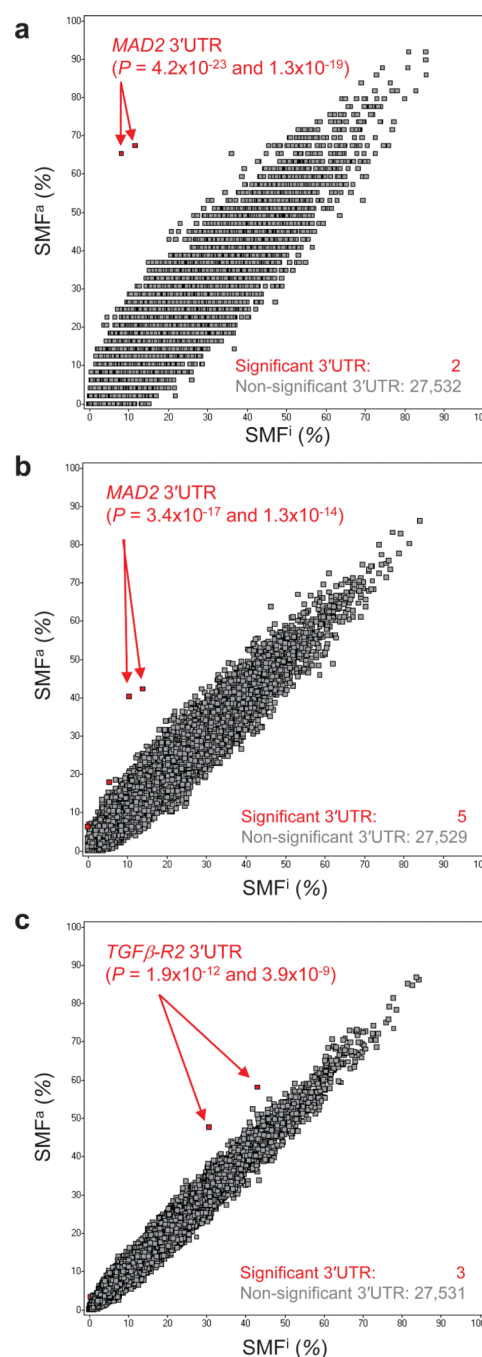 a
MAD2 3′UTR
(P = 4.2x10⁻²³ and 1.3x10⁻¹⁹)
100
90
80
70
60
50
40
30
20
10
0
SMFᵃ (%)
Significant 3′UTR: 2
Non-significant 3′UTR: 27,532
0 10 20 30 40 50 60 70 80 90 100
SMFⁱ (%)
b
MAD2 3′UTR
(P = 3.4x10⁻¹⁷ and 1.3x10⁻¹⁴)
100
90
80
70
60
50
40
30
20
10
0
SMFᵃ (%)
Significant 3′UTR: 5
Non-significant 3′UTR: 27,529
0 10 20 30 40 50 60 70 80 90 100
SMFⁱ (%)
c
TGFβ-R2 3′UTR
(P = 1.9x10⁻¹² and 3.9x10⁻⁹)
100
90
80
70
60
50
40
30
20
10
0
SMFᵃ (%)
Significant 3′UTR: 3
Non-significant 3′UTR: 27,531
0 10 20 30 40 50 60 70 80 90 100
SMFⁱ (%)